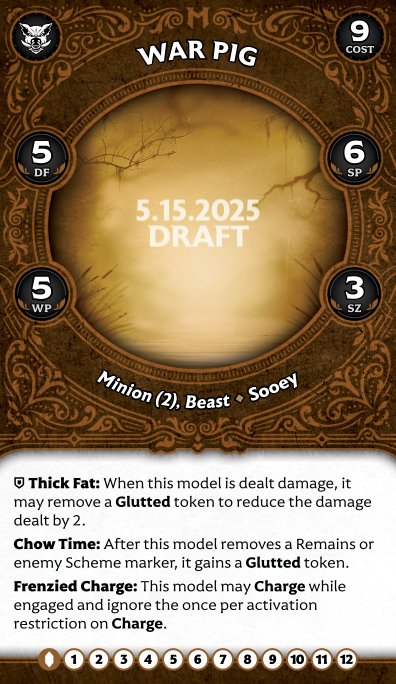 M
WAR PIG
9
COST
5
DF
6
SP
5.15.2025
DRAFT
5
WP
3
SZ
Minion (2), Beast ♦ Sooey
Thick Fat: When this model is dealt damage, it
may remove a Glutted token to reduce the damage
dealt by 2.
Chow Time: After this model removes a Remains or
enemy Scheme marker, it gains a Glutted token.
Frenzied Charge: This model may Charge while
engaged and ignore the once per activation
restriction on Charge.
1 2 3 4 5 6 7 8 9 10 11 12